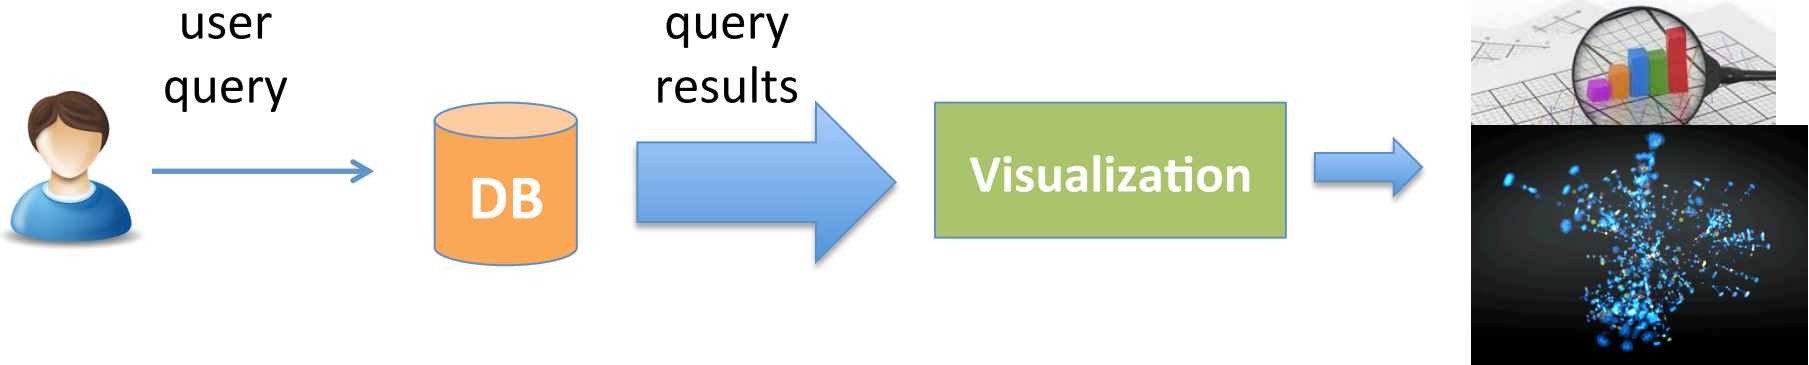 user
query
query
results
DB
Visualization